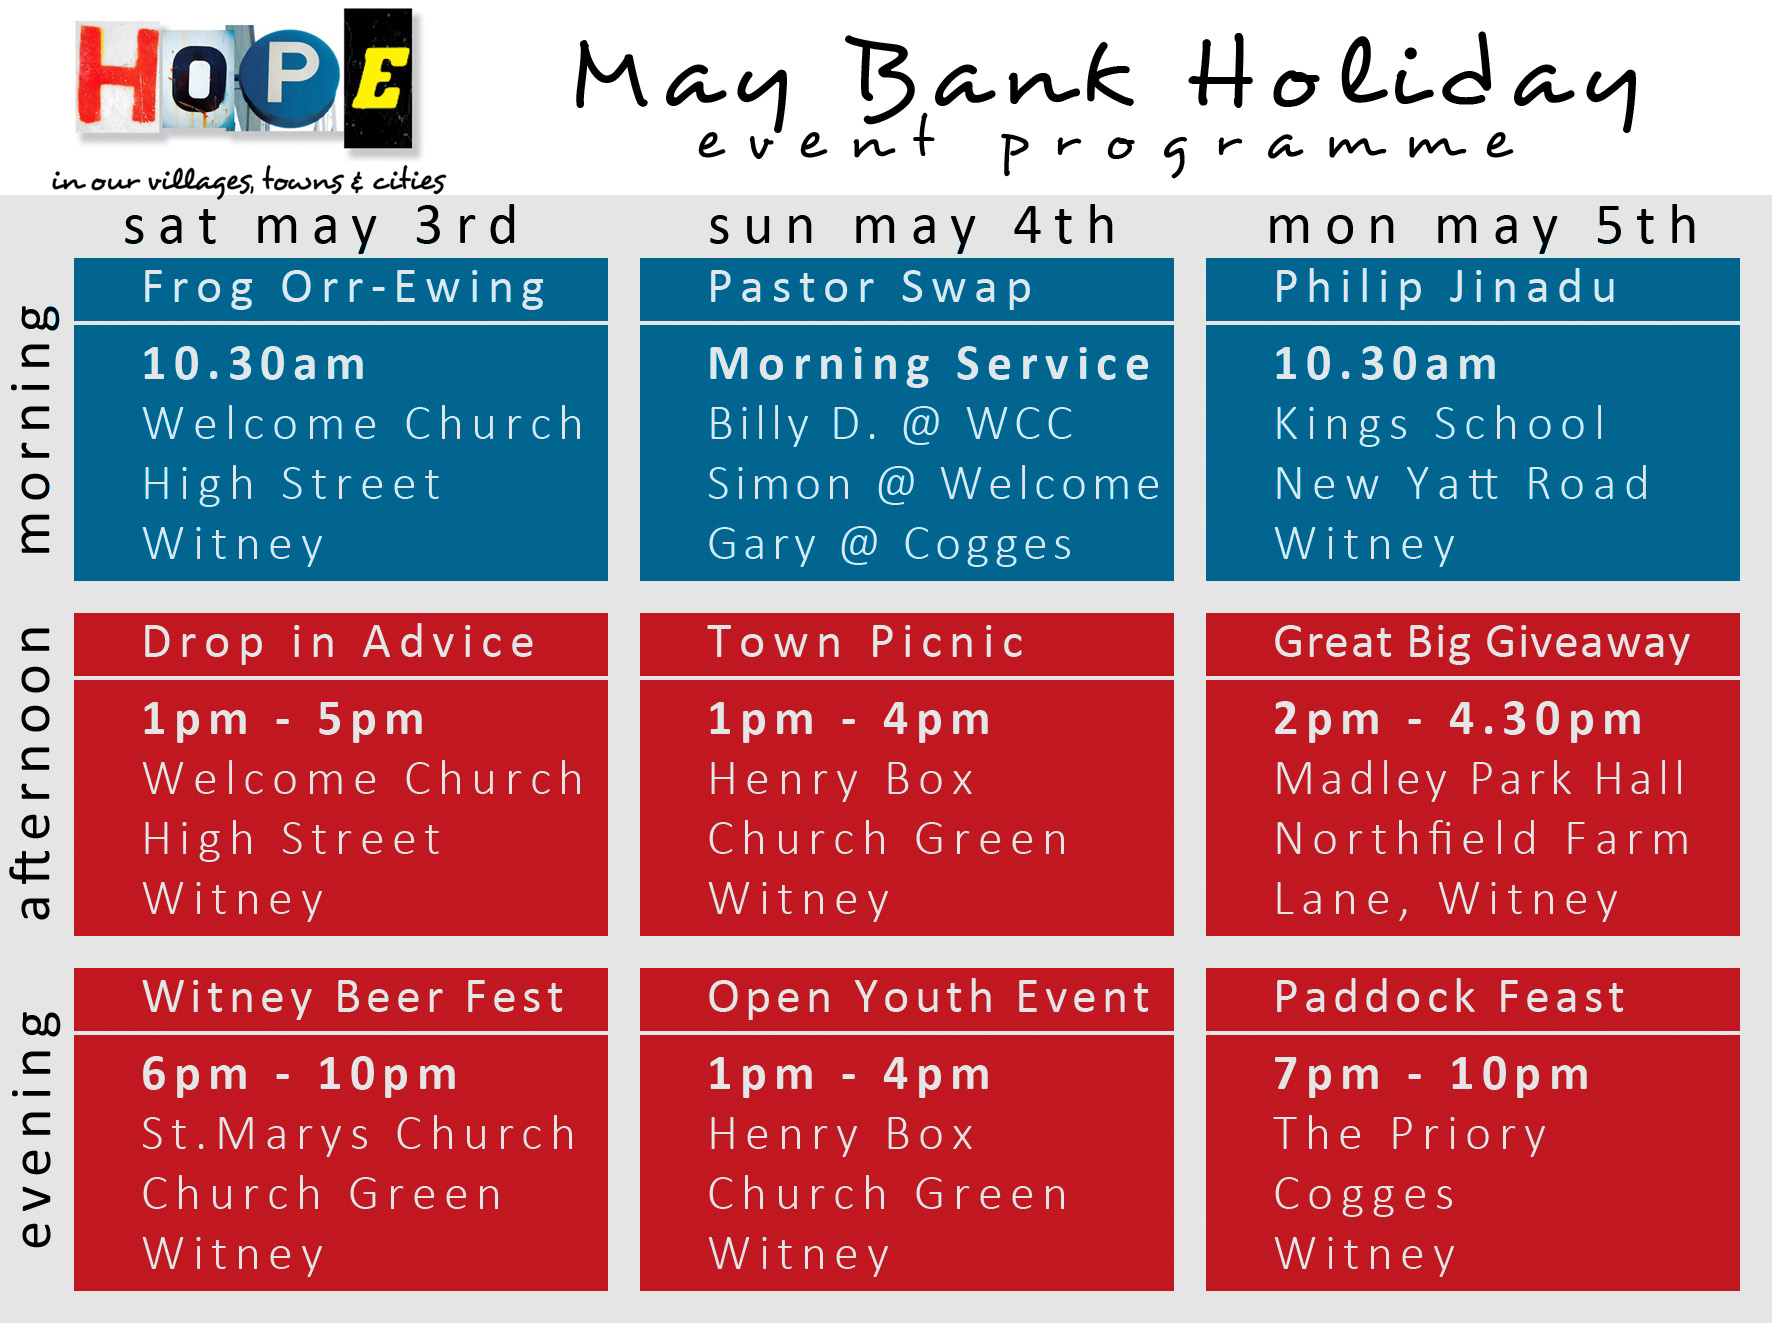 HOPE
in our villages, towns & cities
May Bank Holiday
event programme
sat may 3rd
sun may 4th
mon may 5th
morning
Frog Orr-Ewing
10.30am
Welcome Church
High Street
Witney
Pastor Swap
Morning Service
Billy D. @ WCC
Simon @ Welcome
Gary @ Cogges
Philip Jinadu
10.30am
Kings School
New Yatt Road
Witney
afternoon
Drop in Advice
1pm - 5pm
Welcome Church
High Street
Witney
Town Picnic
1pm - 4pm
Henry Box
Church Green
Witney
Great Big Giveaway
2pm - 4.30pm
Madley Park Hall
Northfield Farm
Lane, Witney
evening
Witney Beer Fest
6pm - 10pm
St.Marys Church
Church Green
Witney
Open Youth Event
1pm - 4pm
Henry Box
Church Green
Witney
Paddock Feast
7pm - 10pm
The Priory
Cogges
Witney